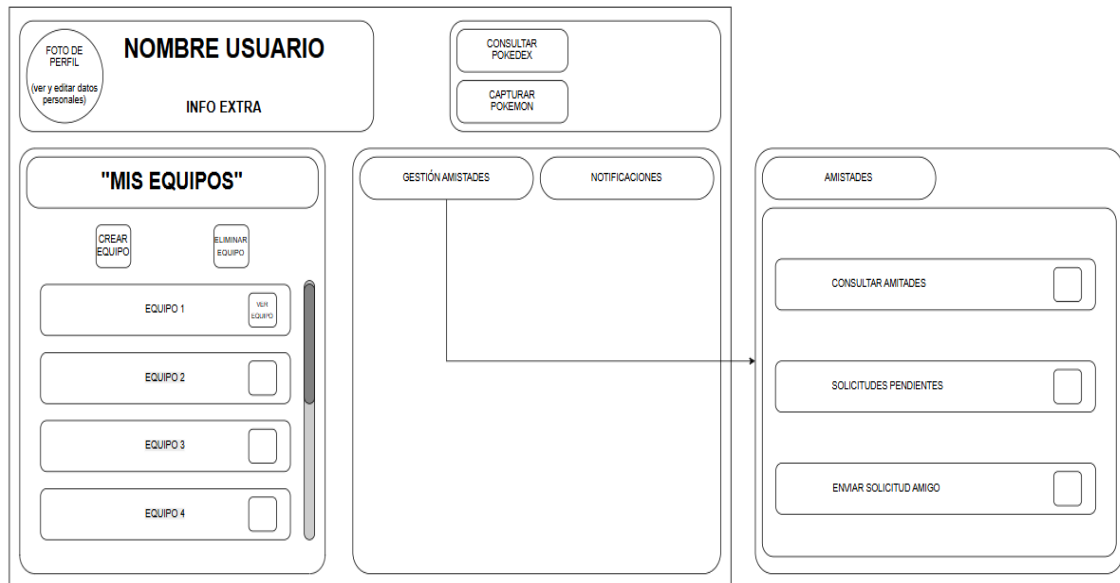 FOTO DE
PERFIL
(ver y editar datos
personales)
NOMBRE USUARIO
INFO EXTRA
CONSULTAR
POKEDEX
CAPTURAR
POKEMON
"MIS EQUIPOS"
CREAR
EQUIPO
ELIMINAR
EQUIPO
EQUIPO 1
VER
EQUIPO
EQUIPO 2
EQUIPO 3
EQUIPO 4
GESTIÓN AMISTADES
NOTIFICACIONES
AMISTADES
CONSULTAR AMITADES
SOLICITUDES PENDIENTES
ENVIAR SOLICITUD AMIGO